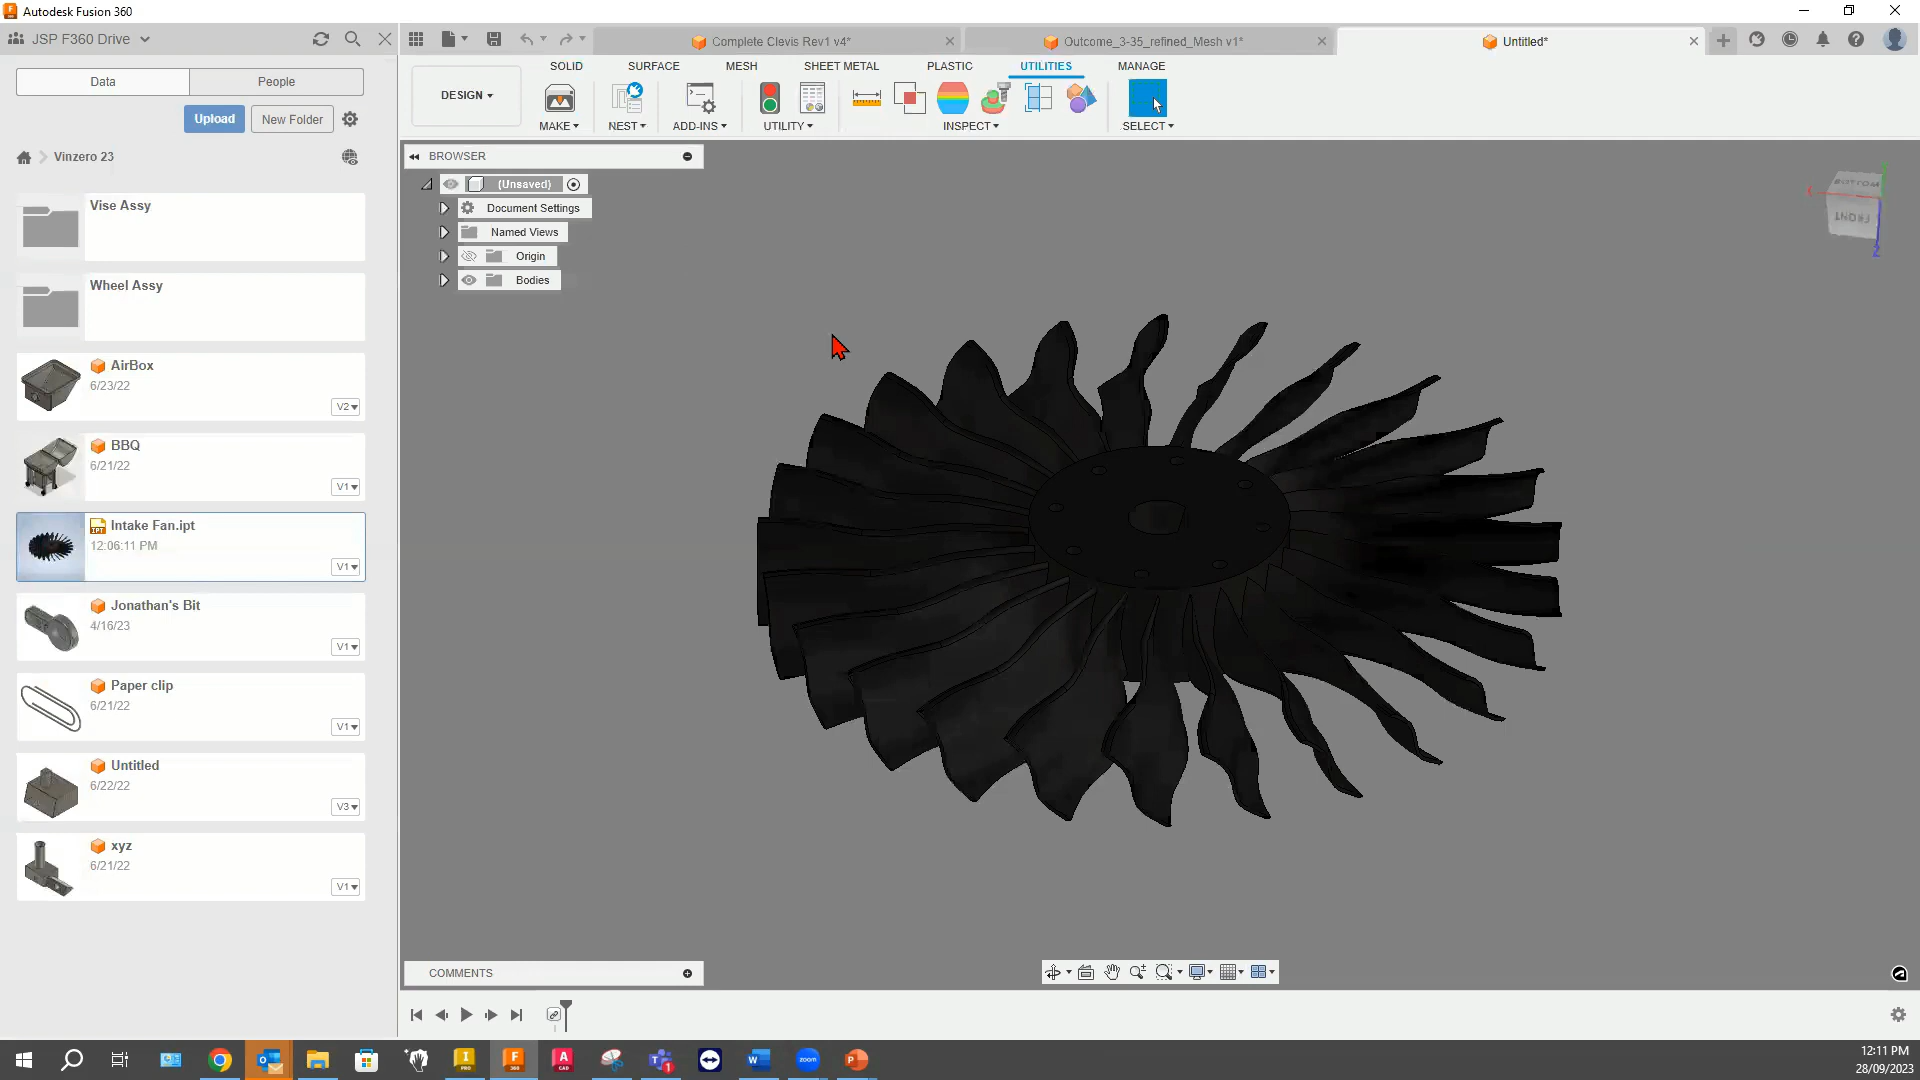 Autodesk Fusion 360
JSP F360 Drive
Complete Clevis Rev1 v4*
Outcome_3-35_refined_Mesh v1*
Untitled*
Data
People
SOLID
SURFACE
MESH
SHEET METAL
PLASTIC
UTILITIES
MANAGE
DESIGN
Upload
New Folder
MAKE
NEST
ADD-INS
UTILITY
INSPECT
SELECT
Vinzero 23
BROWSER
(Unsaved)
Document Settings
Named Views
Origin
Bodies
BOTTOM
FRONT
Z
Vise Assy
Wheel Assy
AirBox
6/23/22
V2
BBQ
6/21/22
V1
Intake Fan.ipt
12:06:11 PM
V1
Jonathan's Bit
4/16/23
V1
Paper clip
6/21/22
V1
Untitled
6/22/22
V3
xyz
6/21/22
V1
COMMENTS
12:11 PM
28/09/2023